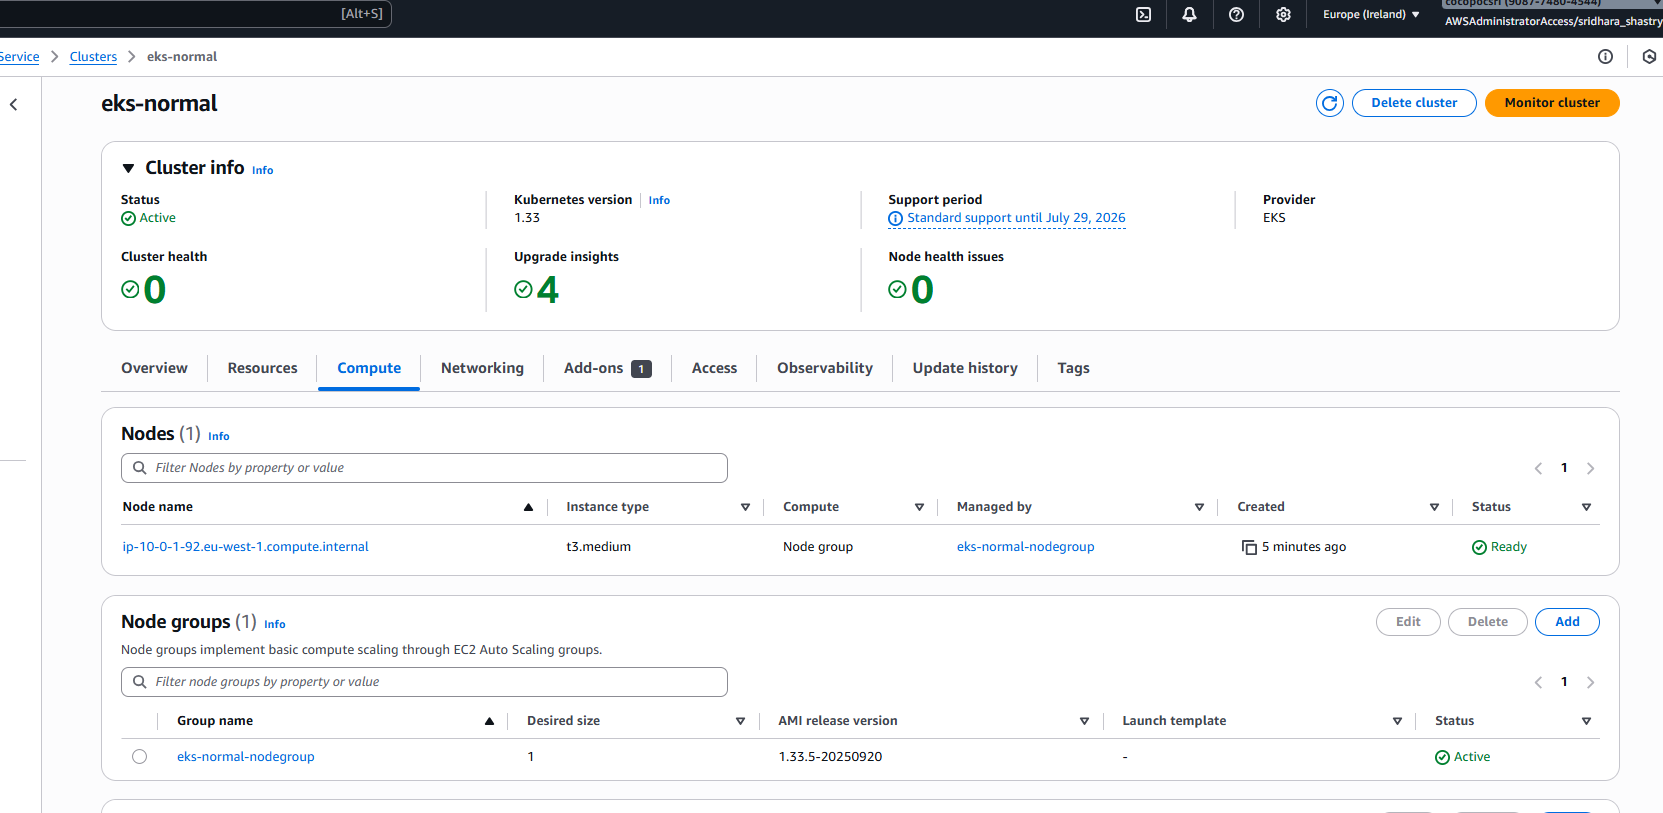 [Alt+S]
Europe (Ireland)
cocopocsri (9087-7480-4544)
AWSAdministratorAccess/sridhara_shastry
Service
Clusters
eks-normal
eks-normal
Delete cluster
Monitor cluster
Cluster info Info
Status
Active
Kubernetes version Info
1.33
Support period
Standard support until July 29, 2026
Provider
EKS
Cluster health
0
Upgrade insights
4
Node health issues
0
Overview Resources Compute Networking Add-ons 1 Access Observability Update history Tags
Nodes (1) Info
Filter Nodes by property or value
1
Node name Instance type Compute Managed by Created Status
ip-10-0-1-92.eu-west-1.compute.internal t3.medium Node group eks-normal-nodegroup 5 minutes ago Ready
Node groups (1) Info
Edit Delete Add
Node groups implement basic compute scaling through EC2 Auto Scaling groups.
Filter node groups by property or value
1
Group name Desired size AMI release version Launch template Status
eks-normal-nodegroup 1 1.33.5-20250920 - Active